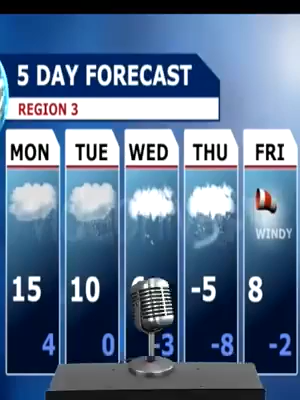 5 DAY FORECAST
REGION 3
MON TUE WED THU FRI
WINDY
15 10 -5 8
4 0 -3 -8 -2